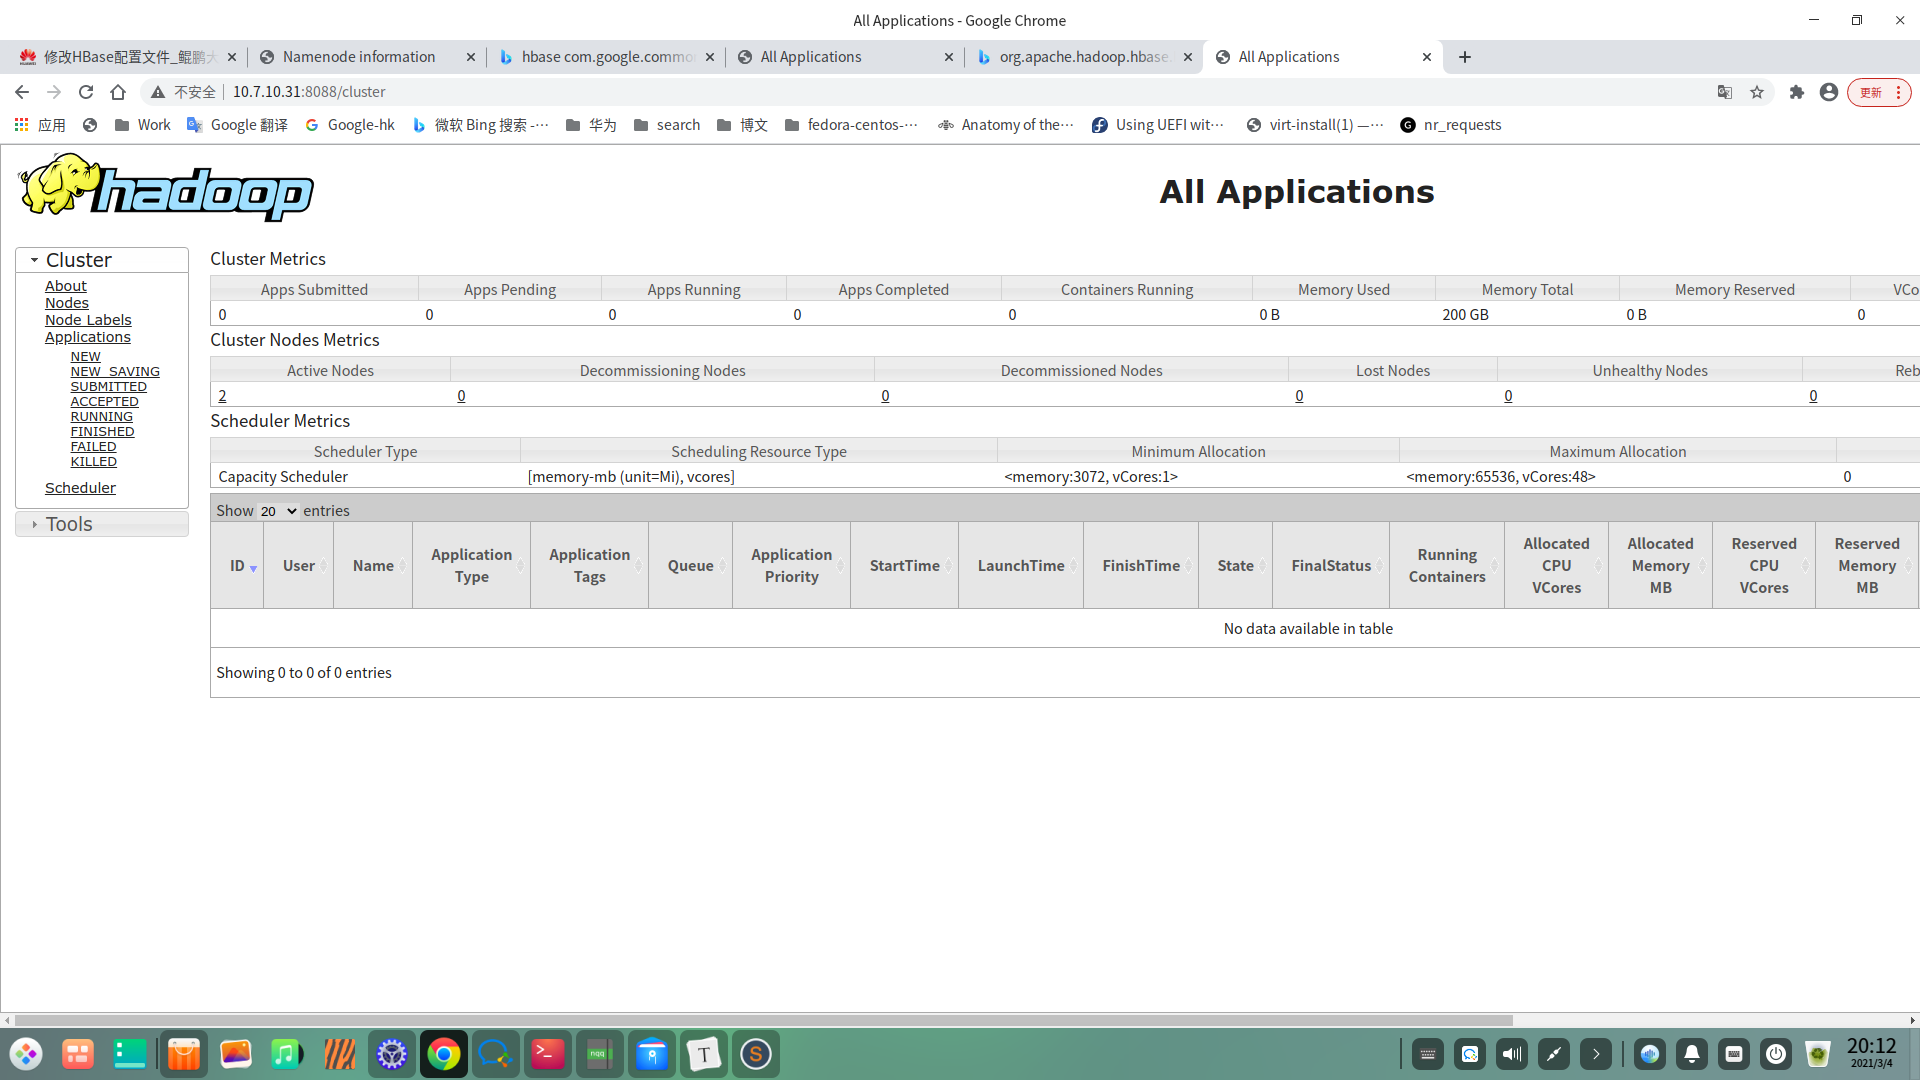 All Applications - Google Chrome
修改HBase配置文件_鲲鹏大
Namenode information
hbase com.google.commo
All Applications
org.apache.hadoop.hbase.
All Applications
不安全
10.7.10.31:8088/cluster
更新
应用
Work
Google 翻译
Google-hk
微软 Bing 搜索 -…
华为
search
博文
fedora-centos-…
Anatomy of the…
Using UEFI wit…
virt-install(1) —…
nr_requests
hadoop
All Applications
Cluster
About
Nodes
Node Labels
Applications
NEW
NEW_SAVING
SUBMITTED
ACCEPTED
RUNNING
FINISHED
FAILED
KILLED
Scheduler
Tools
Cluster Metrics
Apps Submitted Apps Pending Apps Running Apps Completed Containers Running Memory Used Memory Total Memory Reserved VCo
0 0 0 0 0 0 B 200 GB 0 B 0
Cluster Nodes Metrics
Active Nodes Decommissioning Nodes Decommissioned Nodes Lost Nodes Unhealthy Nodes Reb
2 0 0 0 0 0
Scheduler Metrics
Scheduler Type Scheduling Resource Type Minimum Allocation Maximum Allocation
Capacity Scheduler [memory-mb (unit=Mi), vcores] <memory:3072, vCores:1> <memory:65536, vCores:48> 0
Show 20 entries
ID User Name Application Type Application Tags Queue Application Priority StartTime LaunchTime FinishTime State FinalStatus Running Containers Allocated CPU VCores Allocated Memory MB Reserved CPU VCores Reserved Memory MB
No data available in table
Showing 0 to 0 of 0 entries
nqq
T
S
20:12
2021/3/4